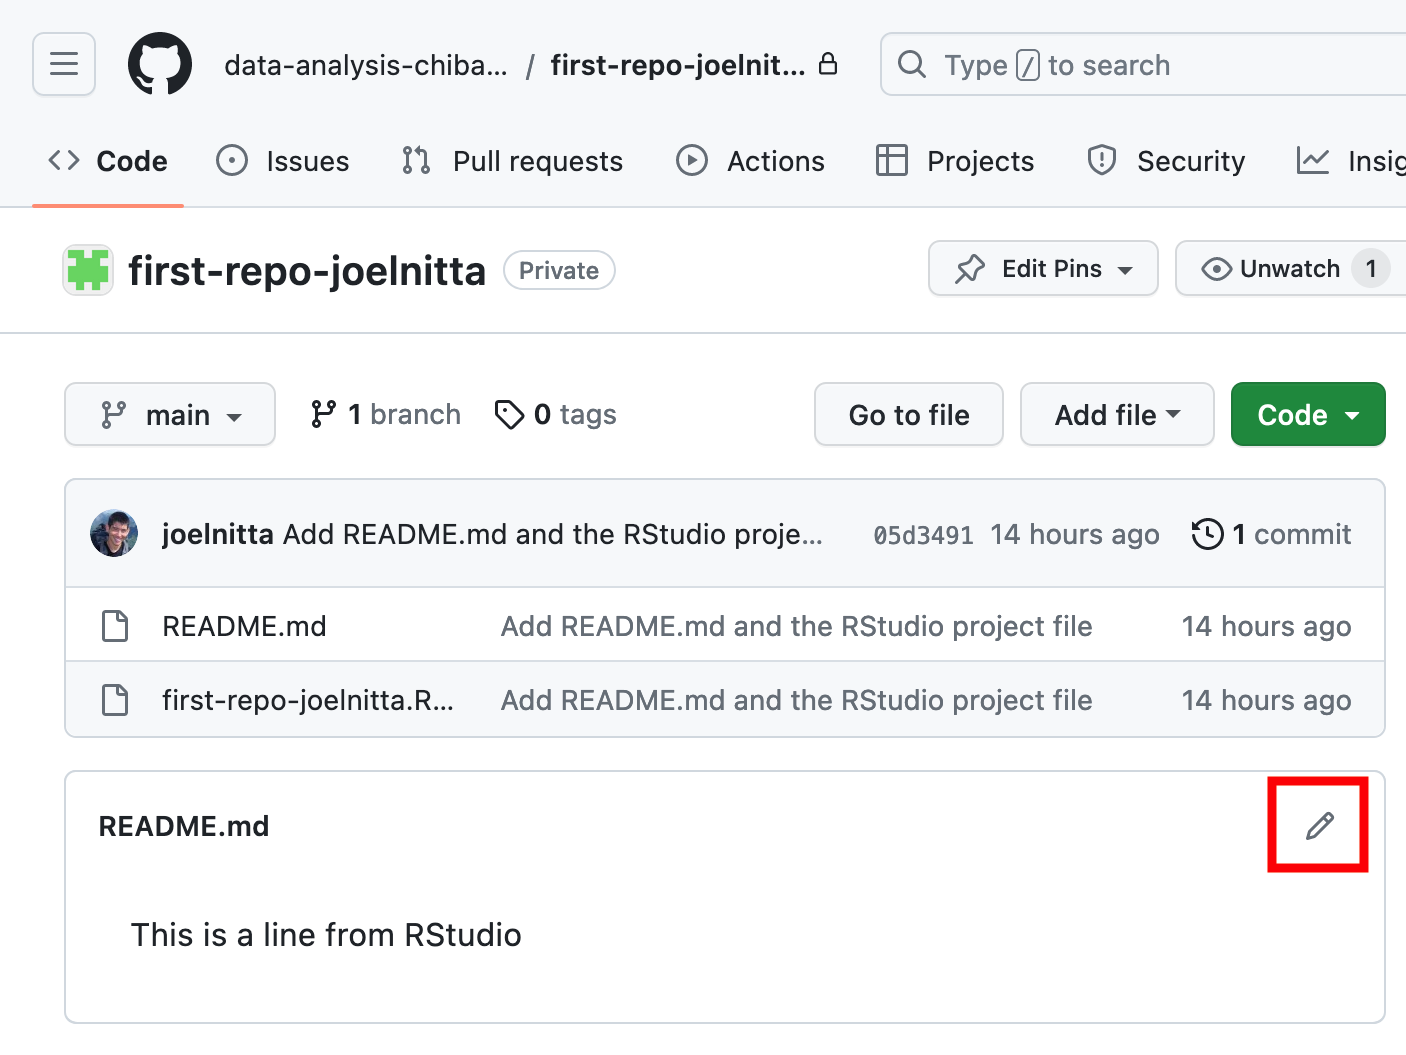 data-analysis-chiba... / first-repo-joelnit... Type / to search
Code Issues Pull requests Actions Projects Security Insig
first-repo-joelnitta Private Edit Pins Unwatch 1
main 1 branch 0 tags Go to file Add file Code
joelnitta Add README.md and the RStudio proje... 05d3491 14 hours ago 1 commit
README.md Add README.md and the RStudio project file 14 hours ago
first-repo-joelnitta.R... Add README.md and the RStudio project file 14 hours ago
README.md
This is a line from RStudio